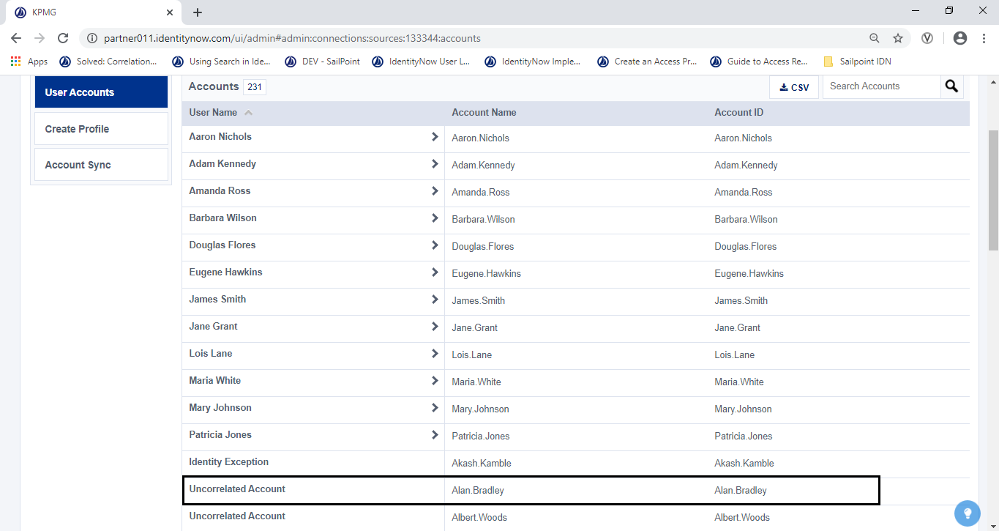 KPMG
partner011.identitynow.com/ui/admin#admin:connections:sources:133344:accounts
Apps Solved: Correlation... Using Search in Ide... DEV - SailPoint IdentityNow User L... IdentityNow Imple... Create an Access Pr... Guide to Access Re... Sailpoint IDN
User Accounts
Create Profile
Account Sync
Accounts 231 CSV Search Accounts
User Name Account Name Account ID
Aaron Nichols Aaron.Nichols Aaron.Nichols
Adam Kennedy Adam.Kennedy Adam.Kennedy
Amanda Ross Amanda.Ross Amanda.Ross
Barbara Wilson Barbara.Wilson Barbara.Wilson
Douglas Flores Douglas.Flores Douglas.Flores
Eugene Hawkins Eugene.Hawkins Eugene.Hawkins
James Smith James.Smith James.Smith
Jane Grant Jane.Grant Jane.Grant
Lois Lane Lois.Lane Lois.Lane
Maria White Maria.White Maria.White
Mary Johnson Mary.Johnson Mary.Johnson
Patricia Jones Patricia.Jones Patricia.Jones
Identity Exception Akash.Kamble Akash.Kamble
Uncorrelated Account Alan.Bradley Alan.Bradley
Uncorrelated Account Albert.Woods Albert.Woods